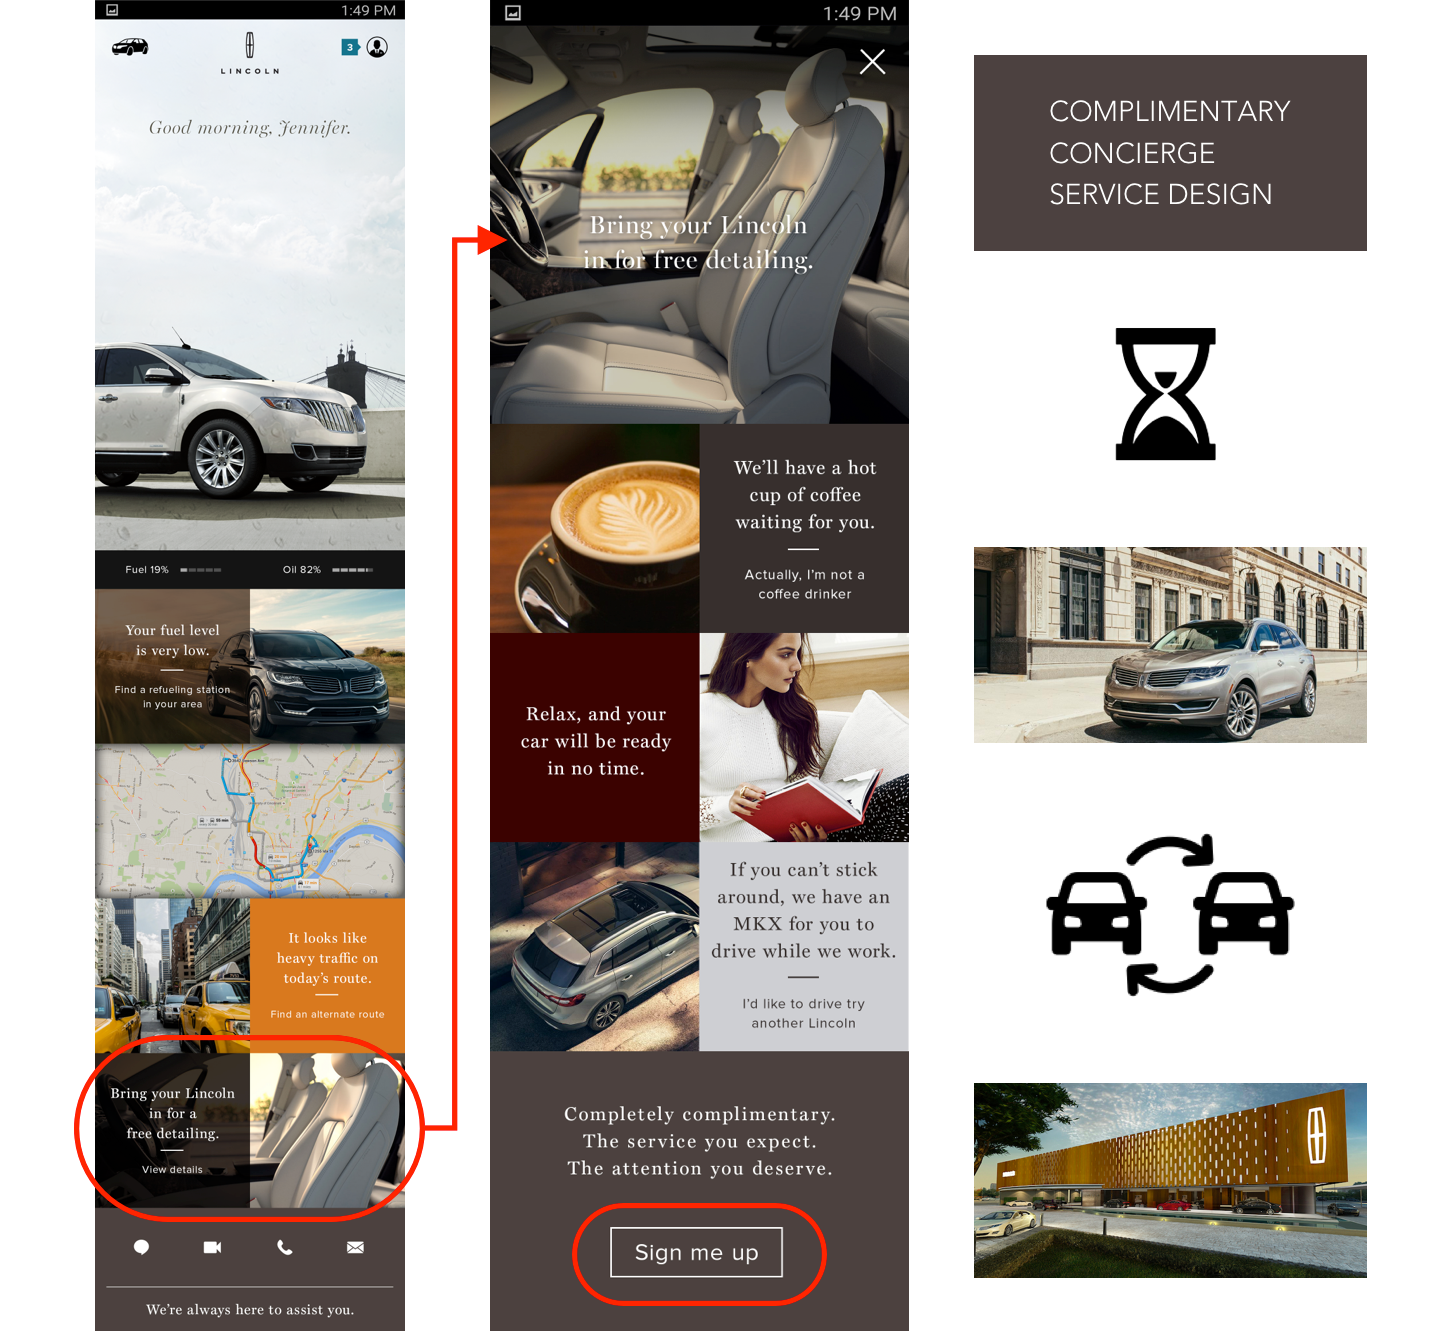 1:49 PM
LINCOLN
3
Good morning, Jennifer.
Fuel 19%
Oil 82%
Your fuel level
is very low.
Find a refueling station
in your area
It looks like
heavy traffic on
today's route.
Find an alternate route
Bring your Lincoln
in for a
free detailing.
View details
We're always here to assist you.
1:49 PM
Bring your Lincoln
in for free detailing.
We'll have a hot
cup of coffee
waiting for you.
Actually, I'm not a
coffee drinker
Relax, and your
car will be ready
in no time.
If you can't stick
around, we have an
MKX for you to
drive while we work.
I'd like to drive try
another Lincoln
Completely complimentary.
The service you expect.
The attention you deserve.
Sign me up
COMPLIMENTARY
CONCIERGE
SERVICE DESIGN